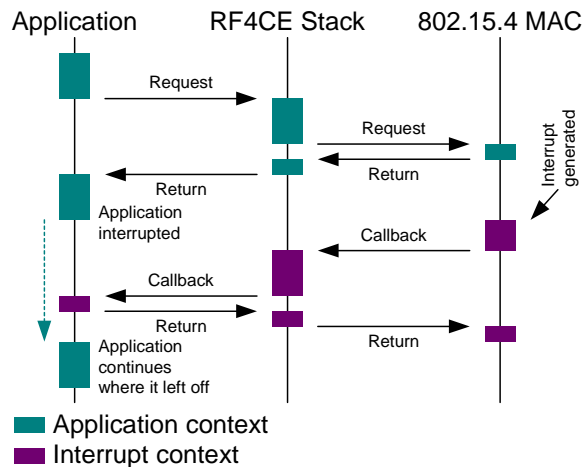 Application
RF4CE Stack
802.15.4 MAC
Request
Request
Return
Return
Interrupt
generated
Application
interrupted
Callback
Callback
Return
Return
Application
continues
where it left off
Application context
Interrupt context